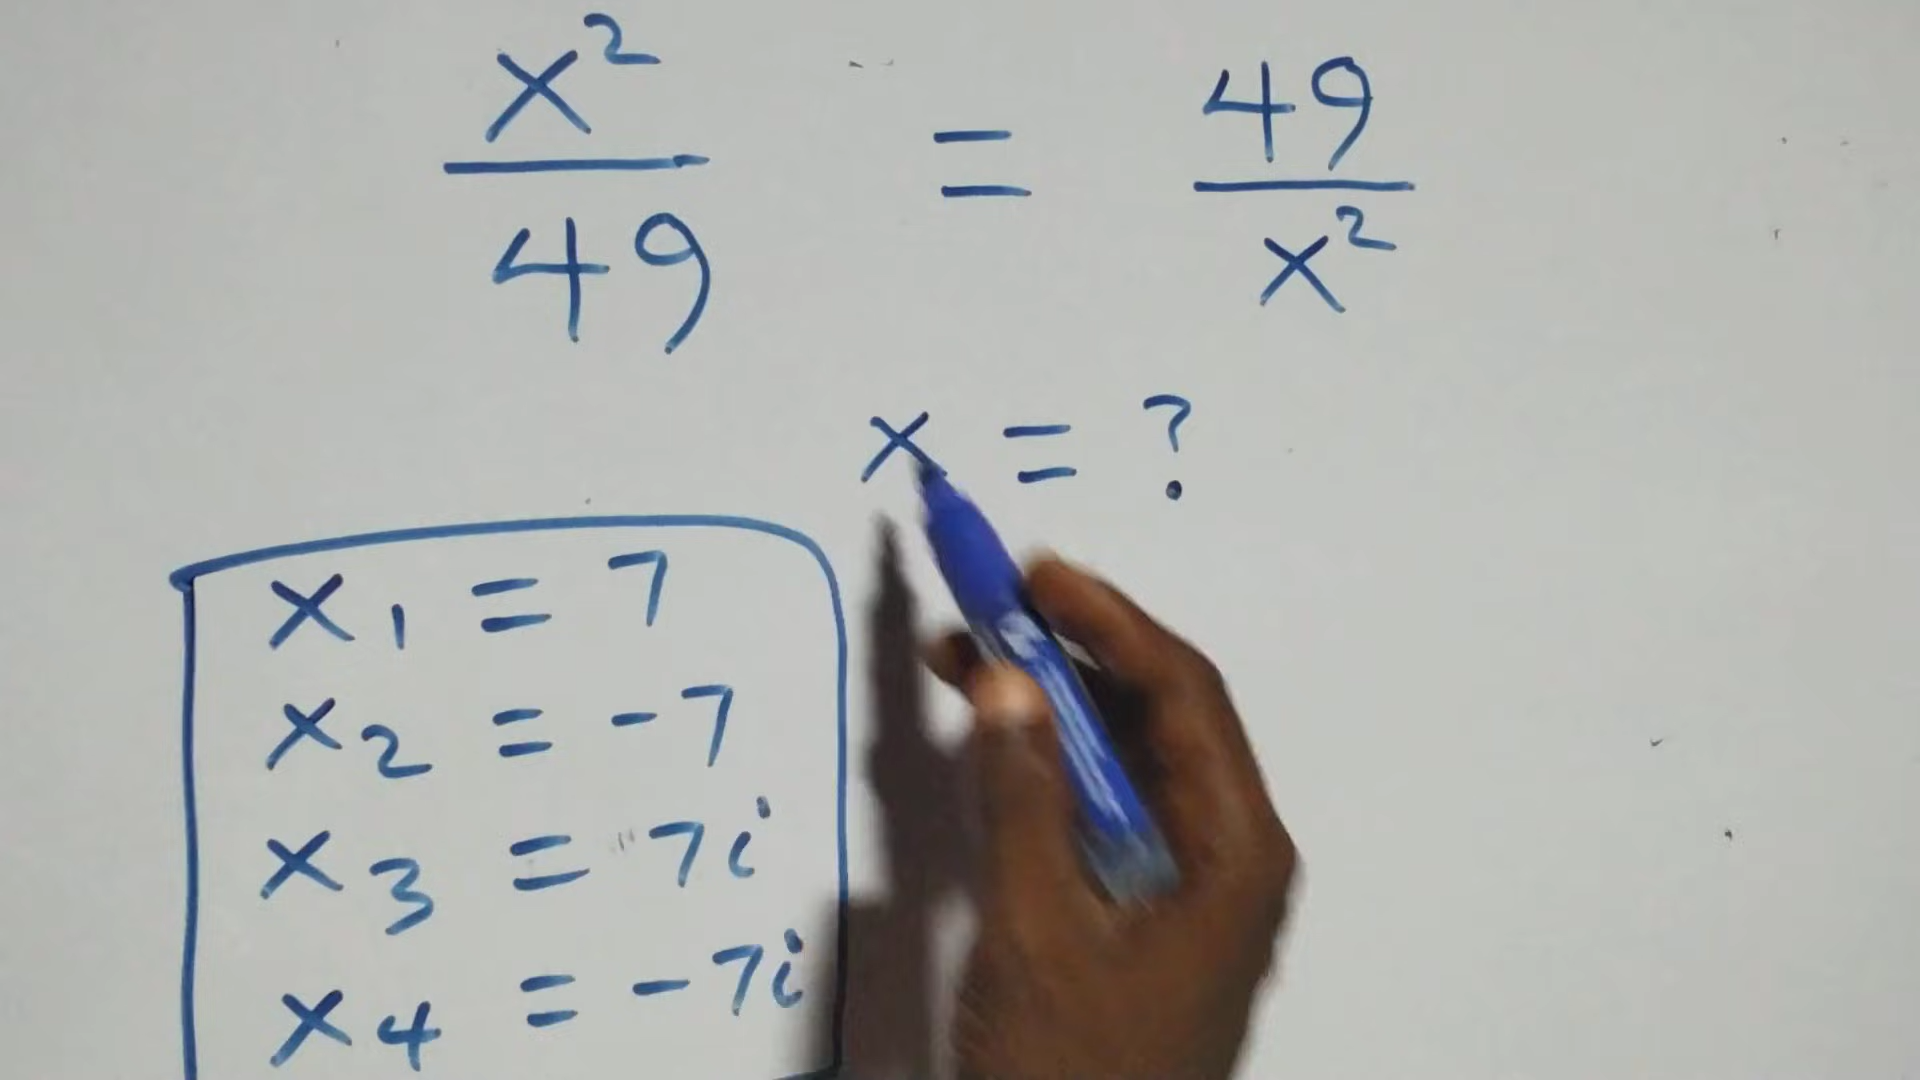 x² / 49 = 49 / x²
x = ?
x₁ = 7
x₂ = -7
x₃ = 7i
x₄ = -7i